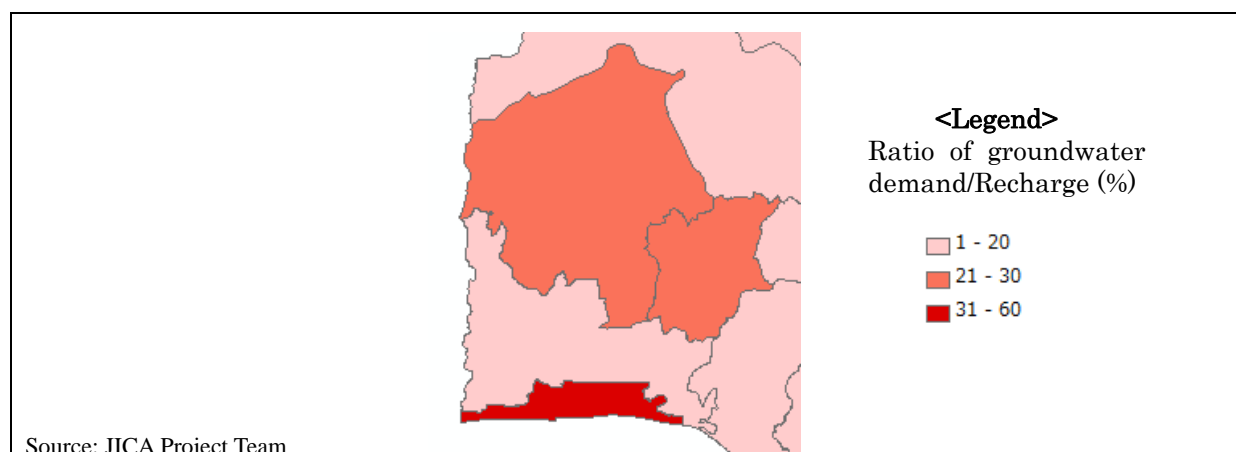 <Legend>
Ratio of groundwater
demand/Recharge (%)
1 - 20
21 - 30
31 - 60
Source: JICA Project Team